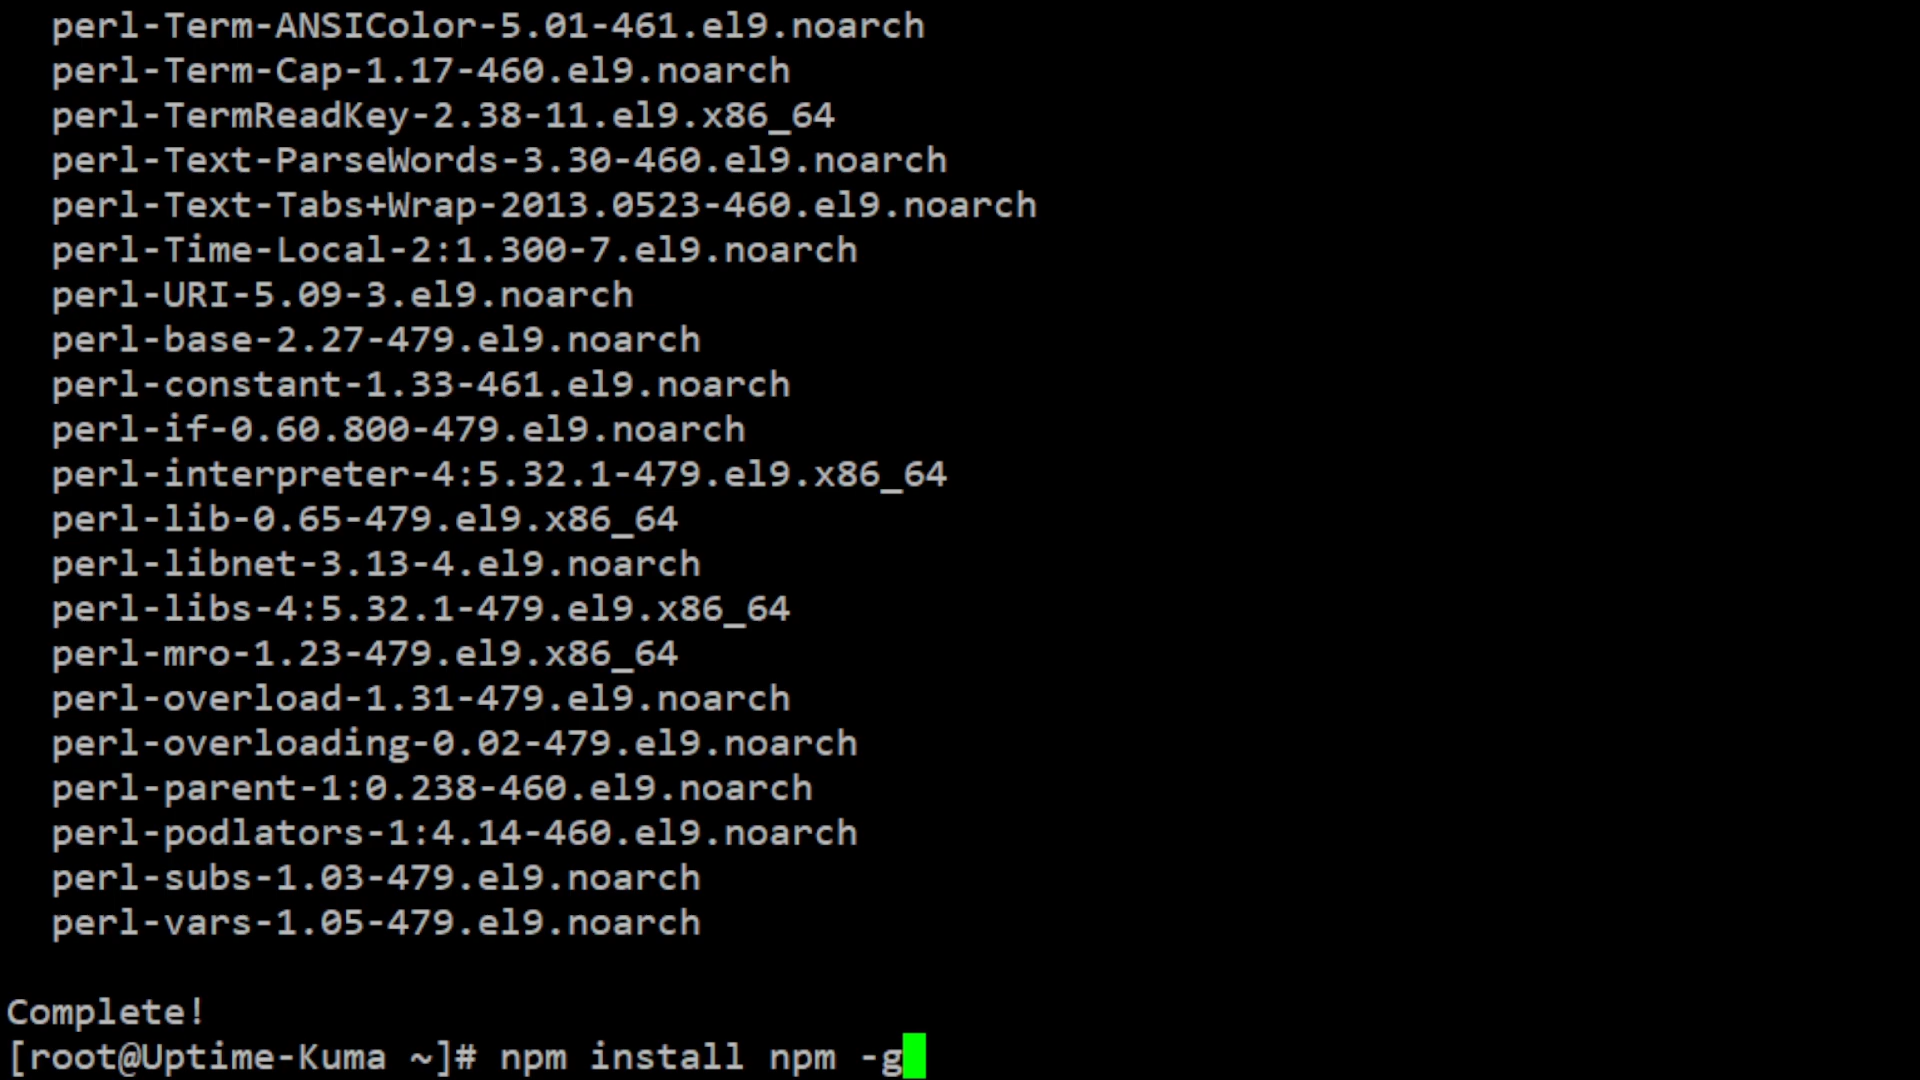 perl-Term-ANSIColor-5.01-461.el9.noarch
perl-Term-Cap-1.17-460.el9.noarch
perl-TermReadKey-2.38-11.el9.x86_64
perl-Text-ParseWords-3.30-460.el9.noarch
perl-Text-Tabs+Wrap-2013.0523-460.el9.noarch
perl-Time-Local-2:1.300-7.el9.noarch
perl-URI-5.09-3.el9.noarch
perl-base-2.27-479.el9.noarch
perl-constant-1.33-461.el9.noarch
perl-if-0.60.800-479.el9.noarch
perl-interpreter-4:5.32.1-479.el9.x86_64
perl-lib-0.65-479.el9.x86_64
perl-libnet-3.13-4.el9.noarch
perl-libs-4:5.32.1-479.el9.x86_64
perl-mro-1.23-479.el9.x86_64
perl-overload-1.31-479.el9.noarch
perl-overloading-0.02-479.el9.noarch
perl-parent-1:0.238-460.el9.noarch
perl-podlators-1:4.14-460.el9.noarch
perl-subs-1.03-479.el9.noarch
perl-vars-1.05-479.el9.noarch
Complete!
[root@Uptime-Kuma ~]# npm install npm -g